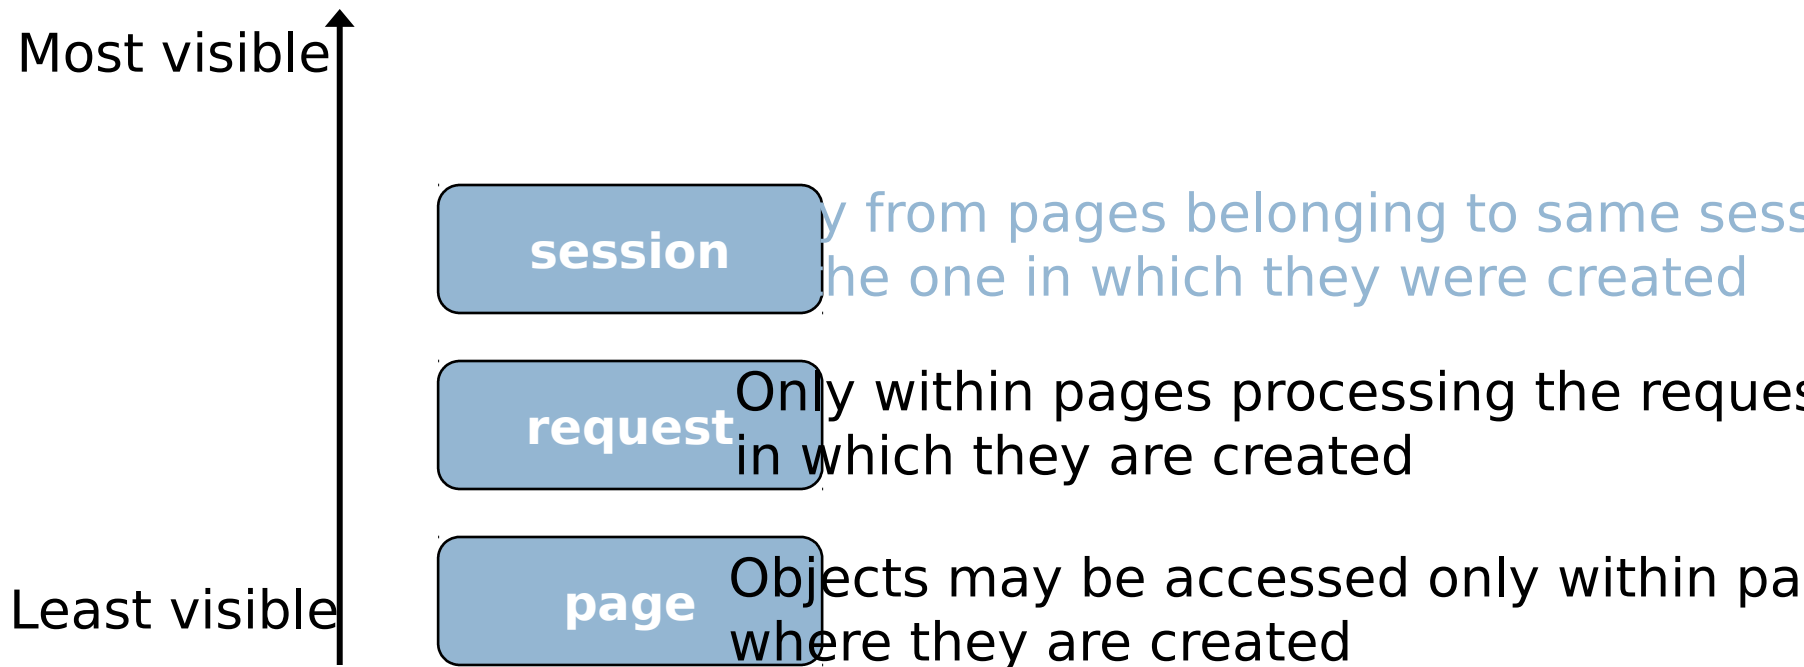 Most visible
session
y from pages belonging to same sess
he one in which they were created
request
Only within pages processing the reques
in which they are created
Least visible
page
Objects may be accessed only within pa
where they are created